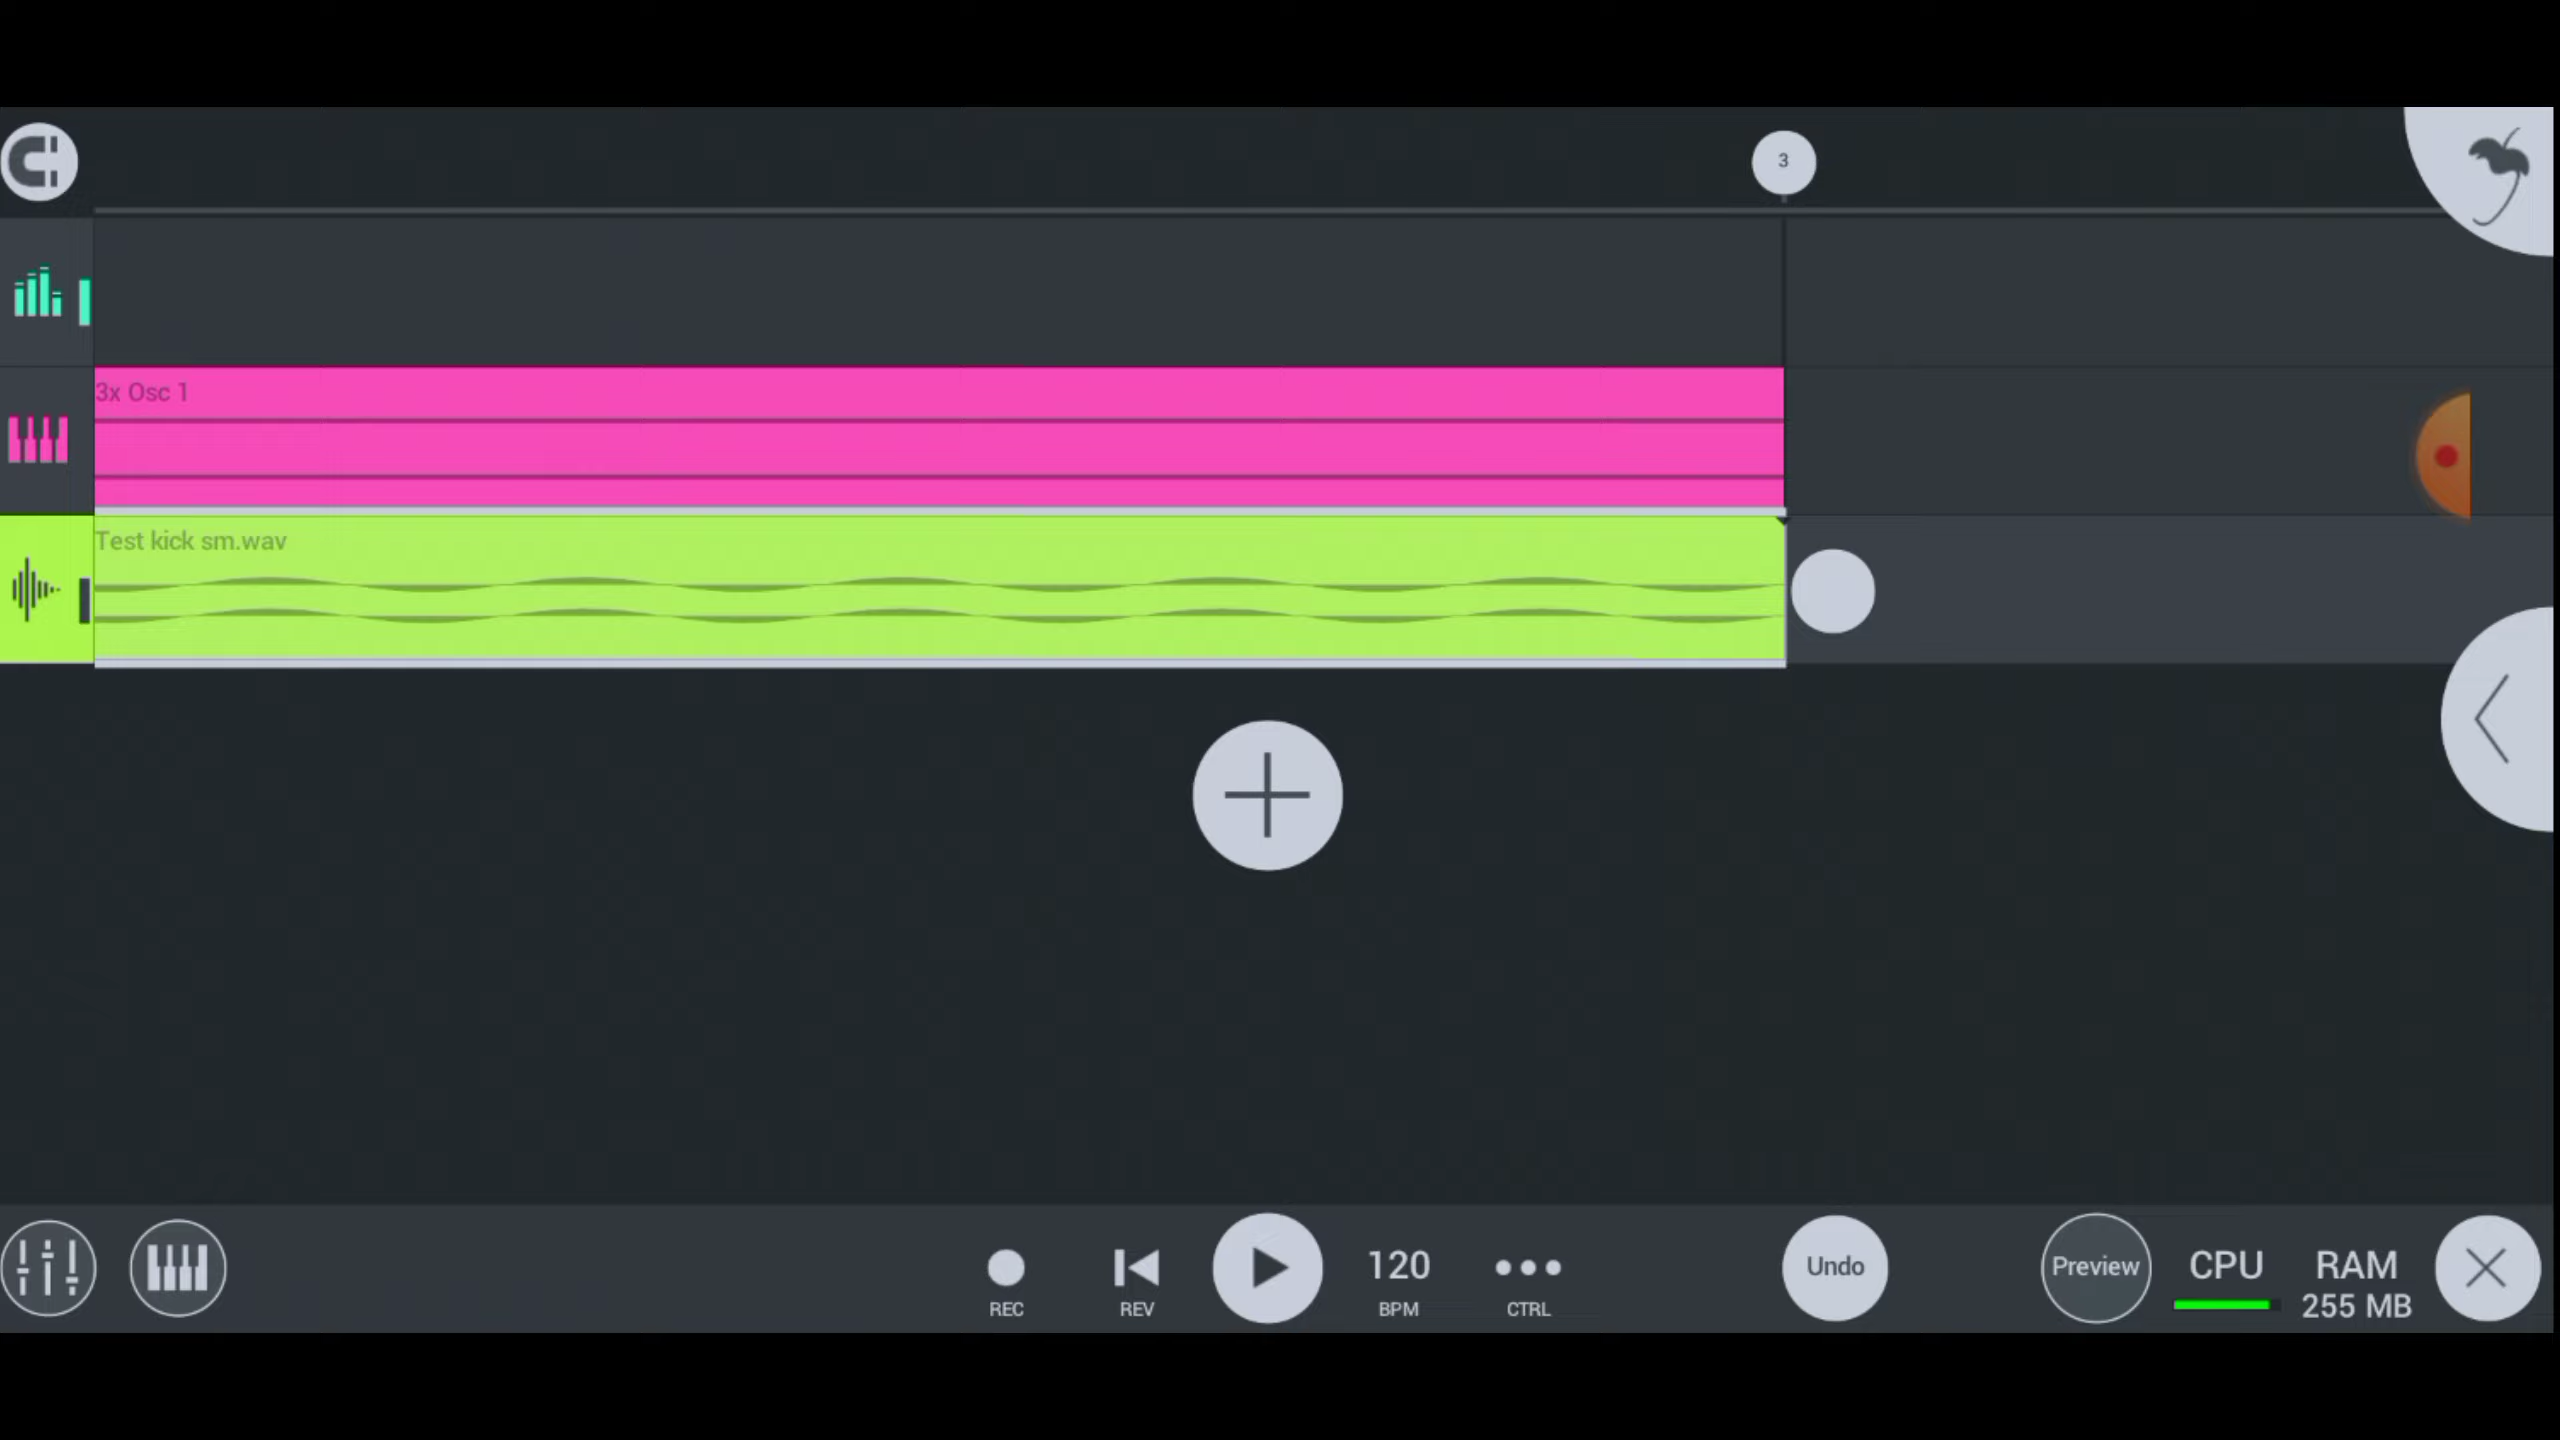 3
3x Osc 1
Test kick sm.wav
REC
REV
120
BPM
CTRL
Undo
Preview
CPU
RAM
255 MB